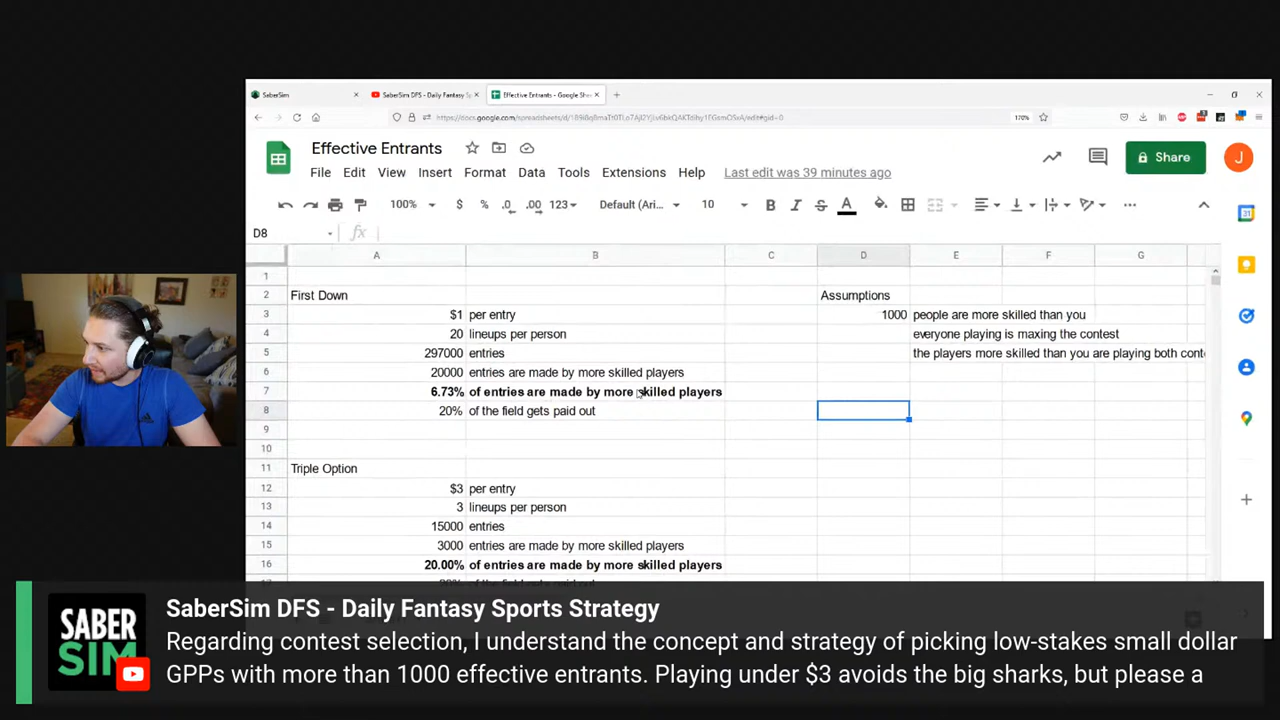 SaberSim
SaberSim DFS - Daily Fantasy Sp
Effective Entrants - Google She
170%
Effective Entrants
File Edit View Insert Format Data Tools Extensions Help Last edit was 39 minutes ago
Share
J
100% $ % .0 .00 123 Default (Ari... 10 B I S A
D8 fx
A B C D E F G
1
2 First Down Assumptions
3 $1 per entry 1000 people are more skilled than you
4 20 lineups per person everyone playing is maxing the contest
5 297000 entries the players more skilled than you are playing both cont
6 20000 entries are made by more skilled players
7 6.73% of entries are made by more skilled players
8 20% of the field gets paid out
9
10
11 Triple Option
12 $3 per entry
13 3 lineups per person
14 15000 entries
15 3000 entries are made by more skilled players
16 20.00% of entries are made by more skilled players
SABER SIM
SaberSim DFS - Daily Fantasy Sports Strategy
Regarding contest selection, I understand the concept and strategy of picking low-stakes small dollar
GPPs with more than 1000 effective entrants. Playing under $3 avoids the big sharks, but please a